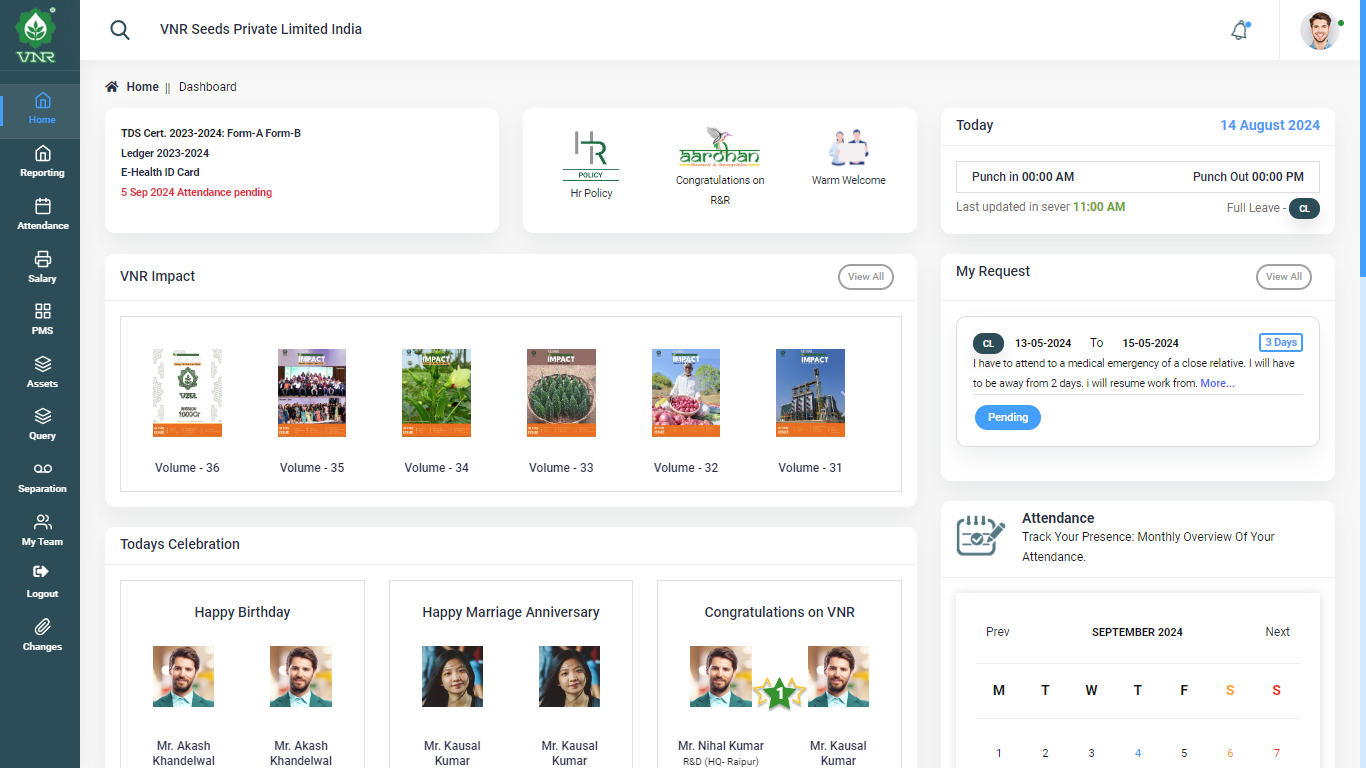 VNR
VNR Seeds Private Limited India
Home
Reporting
Attendance
Salary
PMS
Assets
Query
Separation
My Team
Logout
Changes
Home || Dashboard
TDS Cert. 2023-2024: Form-A Form-B
Ledger 2023-2024
E-Health ID Card
5 Sep 2024 Attendance pending
HR
POLICY
Hr Policy
aardhan
Congratulations on
R&R
Warm Welcome
Today
14 August 2024
Punch in 00:00 AM
Punch Out 00:00 PM
Last updated in sever 11:00 AM
Full Leave - CL
VNR Impact
View All
VNR
IMPACT
IMPACT
IMPACT
IMPACT
IMPACT
Volume - 36
Volume - 35
Volume - 34
Volume - 33
Volume - 32
Volume - 31
My Request
View All
CL 13-05-2024 To 15-05-2024 3 Days
I have to attend to a medical emergency of a close relative. I will have
to be away from 2 days. i will resume work from. More...
Pending
Todays Celebration
Happy Birthday
Mr. Akash
Khandelwal
Mr. Akash
Khandelwal
Happy Marriage Anniversary
Mr. Kausal
Kumar
Mr. Kausal
Kumar
Congratulations on VNR
1
Mr. Nihal Kumar
R&D (HQ- Raipur)
Mr. Kausal
Kumar
Attendance
Track Your Presence: Monthly Overview Of Your
Attendance.
Prev SEPTEMBER 2024 Next
M T W T F S S
1 2 3 4 5 6 7